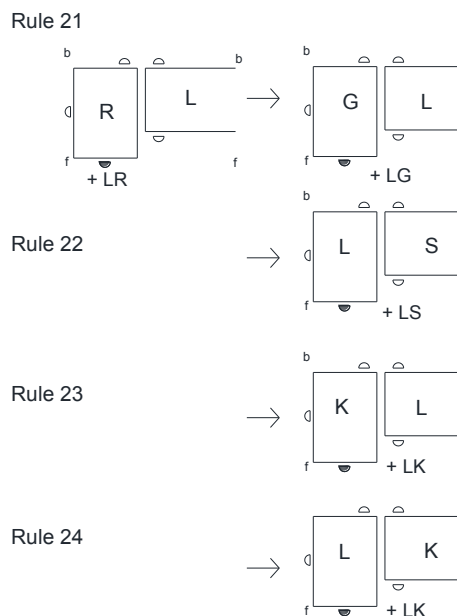 Rule 21
b b b
R L G L
f f f
+ LR + LG
b
Rule 22 L S
f + LS
b
Rule 23 K L
f + LK
Rule 24 L K
f + LK